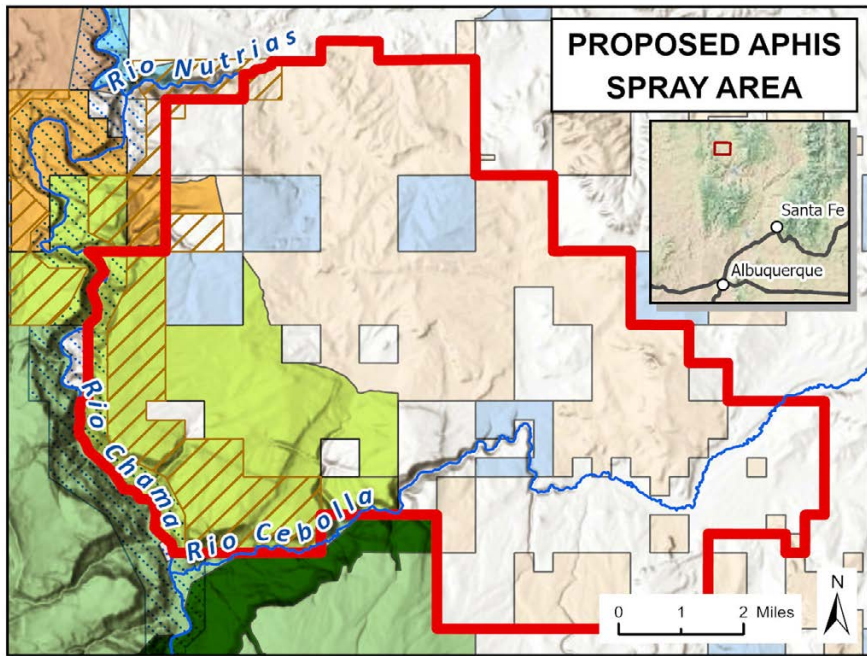 PROPOSED APHIS
SPRAY AREA
Rio Nutrias
Santa Fe
Albuquerque
Rio Chama
Rio Cebolla
N
0 1 2 Miles